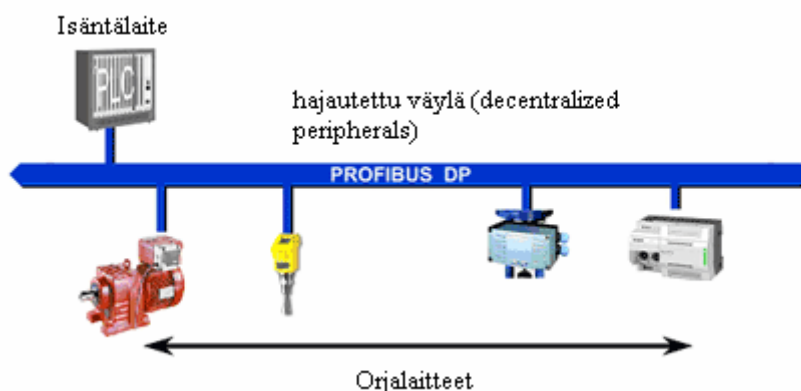 Isäntälaite
PLC
hajautettu väylä (decentralized
peripherals)
PROFIBUS DP
Orjalaitteet